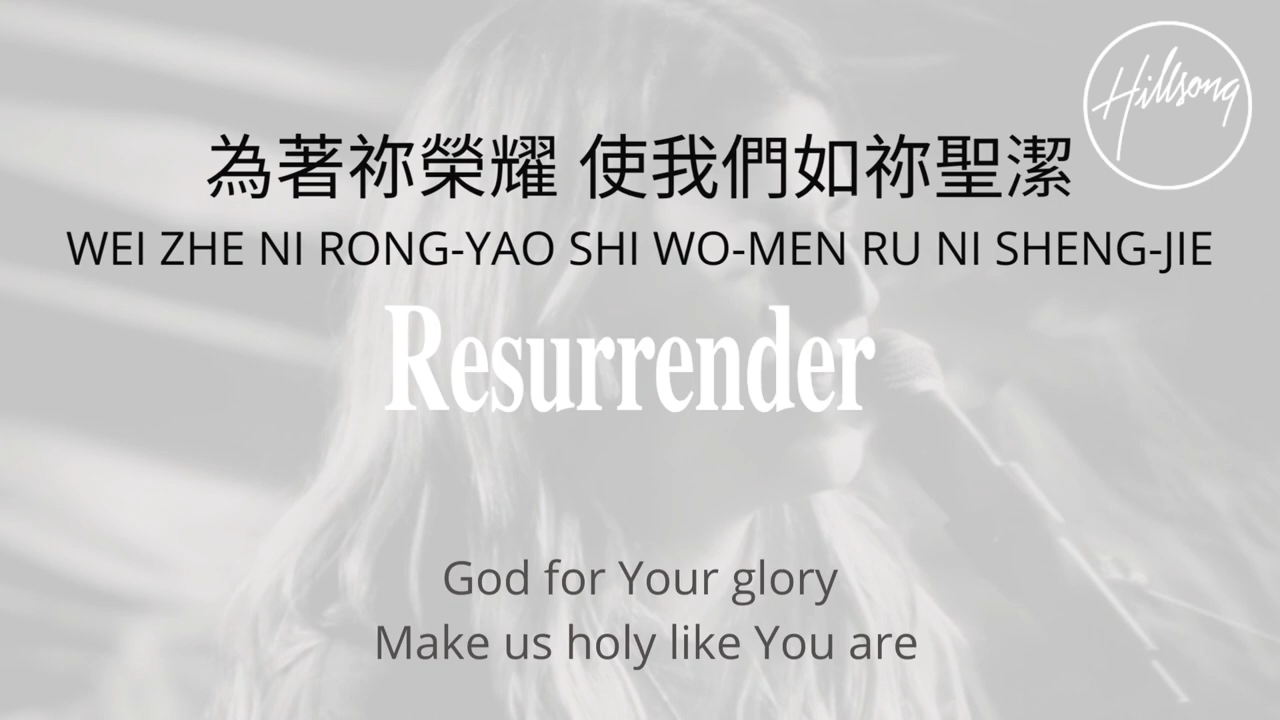 Hillsong
為著祢榮耀 使我們如祢聖潔
WEI ZHE NI RONG-YAO SHI WO-MEN RU NI SHENG-JIE
Resurrender
God for Your glory
Make us holy like You are